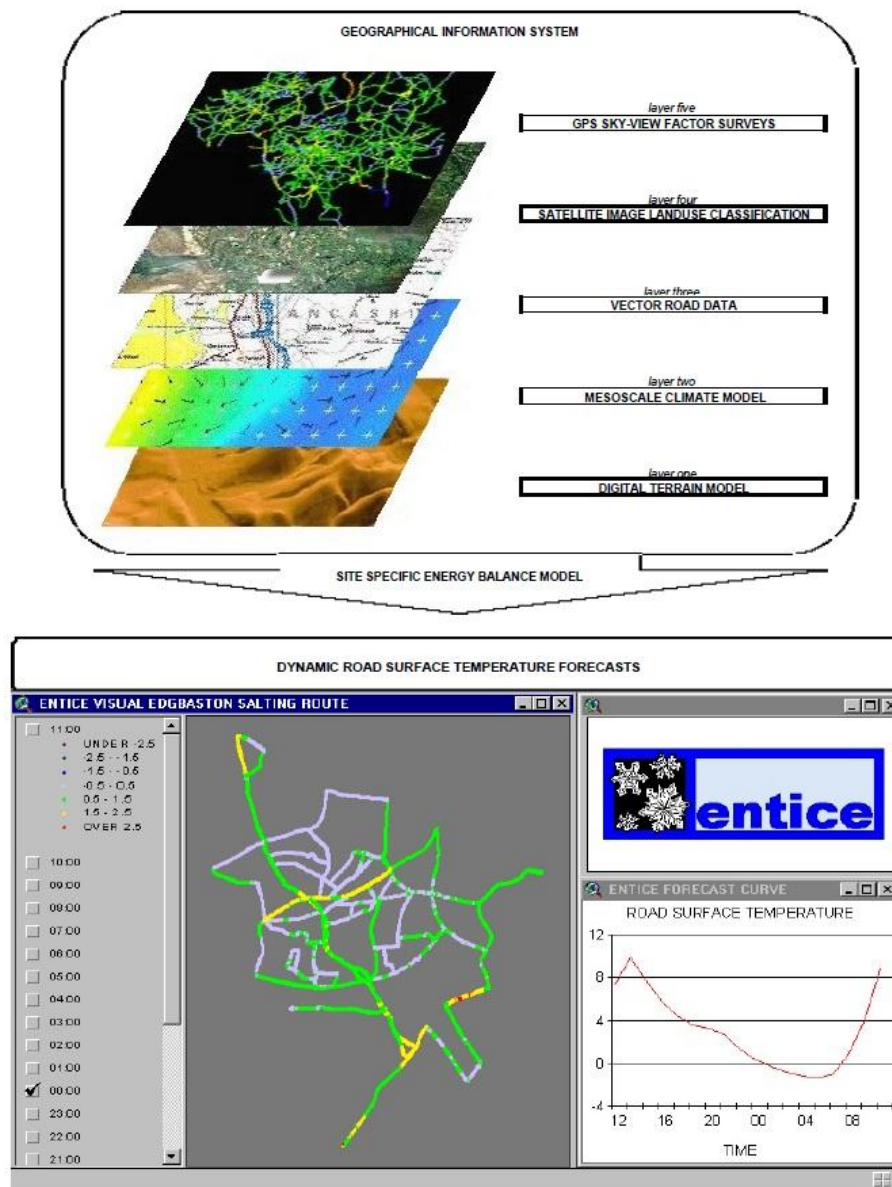 GEOGRAPHICAL INFORMATION SYSTEM
layer five
GPS SKY-VIEW FACTOR SURVEYS
layer four
SATELLITE IMAGE LANDUSE CLASSIFICATION
layer three
VECTOR ROAD DATA
layer two
MESOSCALE CLIMATE MODEL
layer one
DIGITAL TERRAIN MODEL
ANCASHI
SITE SPECIFIC ENERGY BALANCE MODEL
DYNAMIC ROAD SURFACE TEMPERATURE FORECASTS
ENTICE VISUAL EDGBASTON SALTING ROUTE
11:00
UNDER -2.5
-2.5 - -1.5
-1.5 - -0.5
-0.5 - 0.5
0.5 - 1.5
1.5 - 2.5
OVER 2.5
10:00
09:00
08:00
07:00
06:00
05:00
04:00
03:00
02:00
01:00
00:00
23:00
22:00
21:00
entice
ENTICE FORECAST CURVE
ROAD SURFACE TEMPERATURE
12
8
4
0
-4
12 16 20 00 04 08
TIME